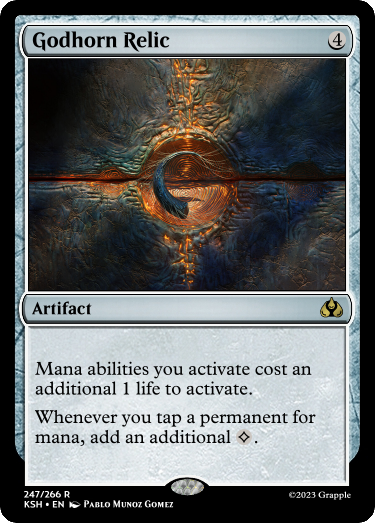 Godhorn Relic 4
Artifact
Mana abilities you activate cost an
additional 1 life to activate.
Whenever you tap a permanent for
mana, add an additional .
247/266 R
KSH • EN Pablo Munoz Gomez
©2023 Grapple